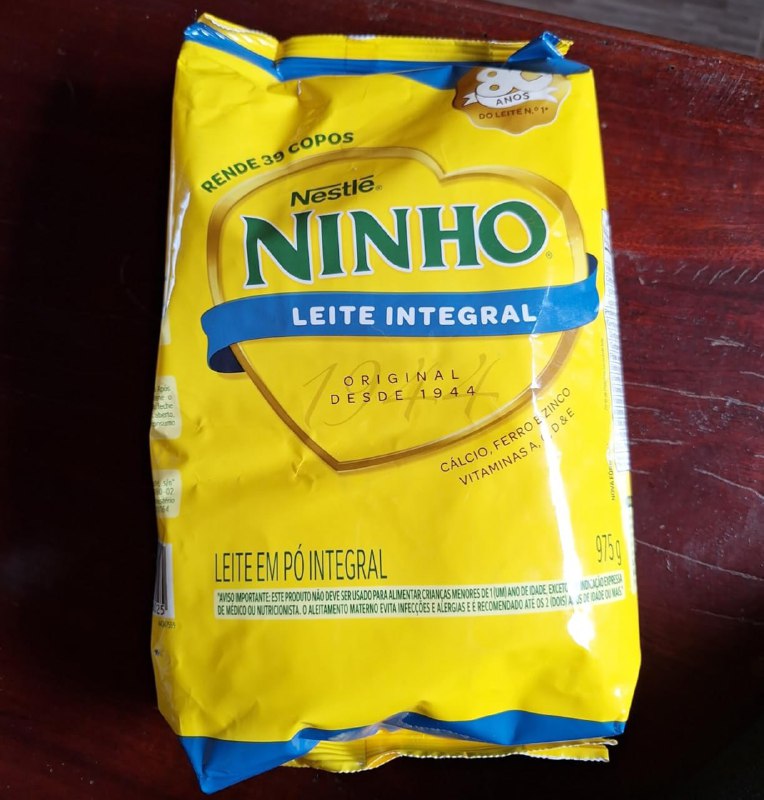 80
ANOS
DO LEITE N.º 1*
RENDE 39 COPOS
Nestlé®
NINHO®
LEITE INTEGRAL
1944
ORIGINAL
DESDE 1944
CÁLCIO, FERRO E ZINCO
VITAMINAS A, C, D & E
LEITE EM PÓ INTEGRAL
975 g
"AVISO IMPORTANTE: ESTE PRODUTO NÃO DEVE SER USADO PARA ALIMENTAR CRIANÇAS MENORES DE 1 (UM) ANO DE IDADE, EXCETO INDICAÇÃO EXPRESSA
DE MÉDICO OU NUTRICIONISTA. O ALEITAMENTO MATERNO EVITA INFECÇÕES E ALERGIAS E É RECOMENDADO ATÉ OS 2 (DOIS) ANOS DE IDADE OU MAIS"